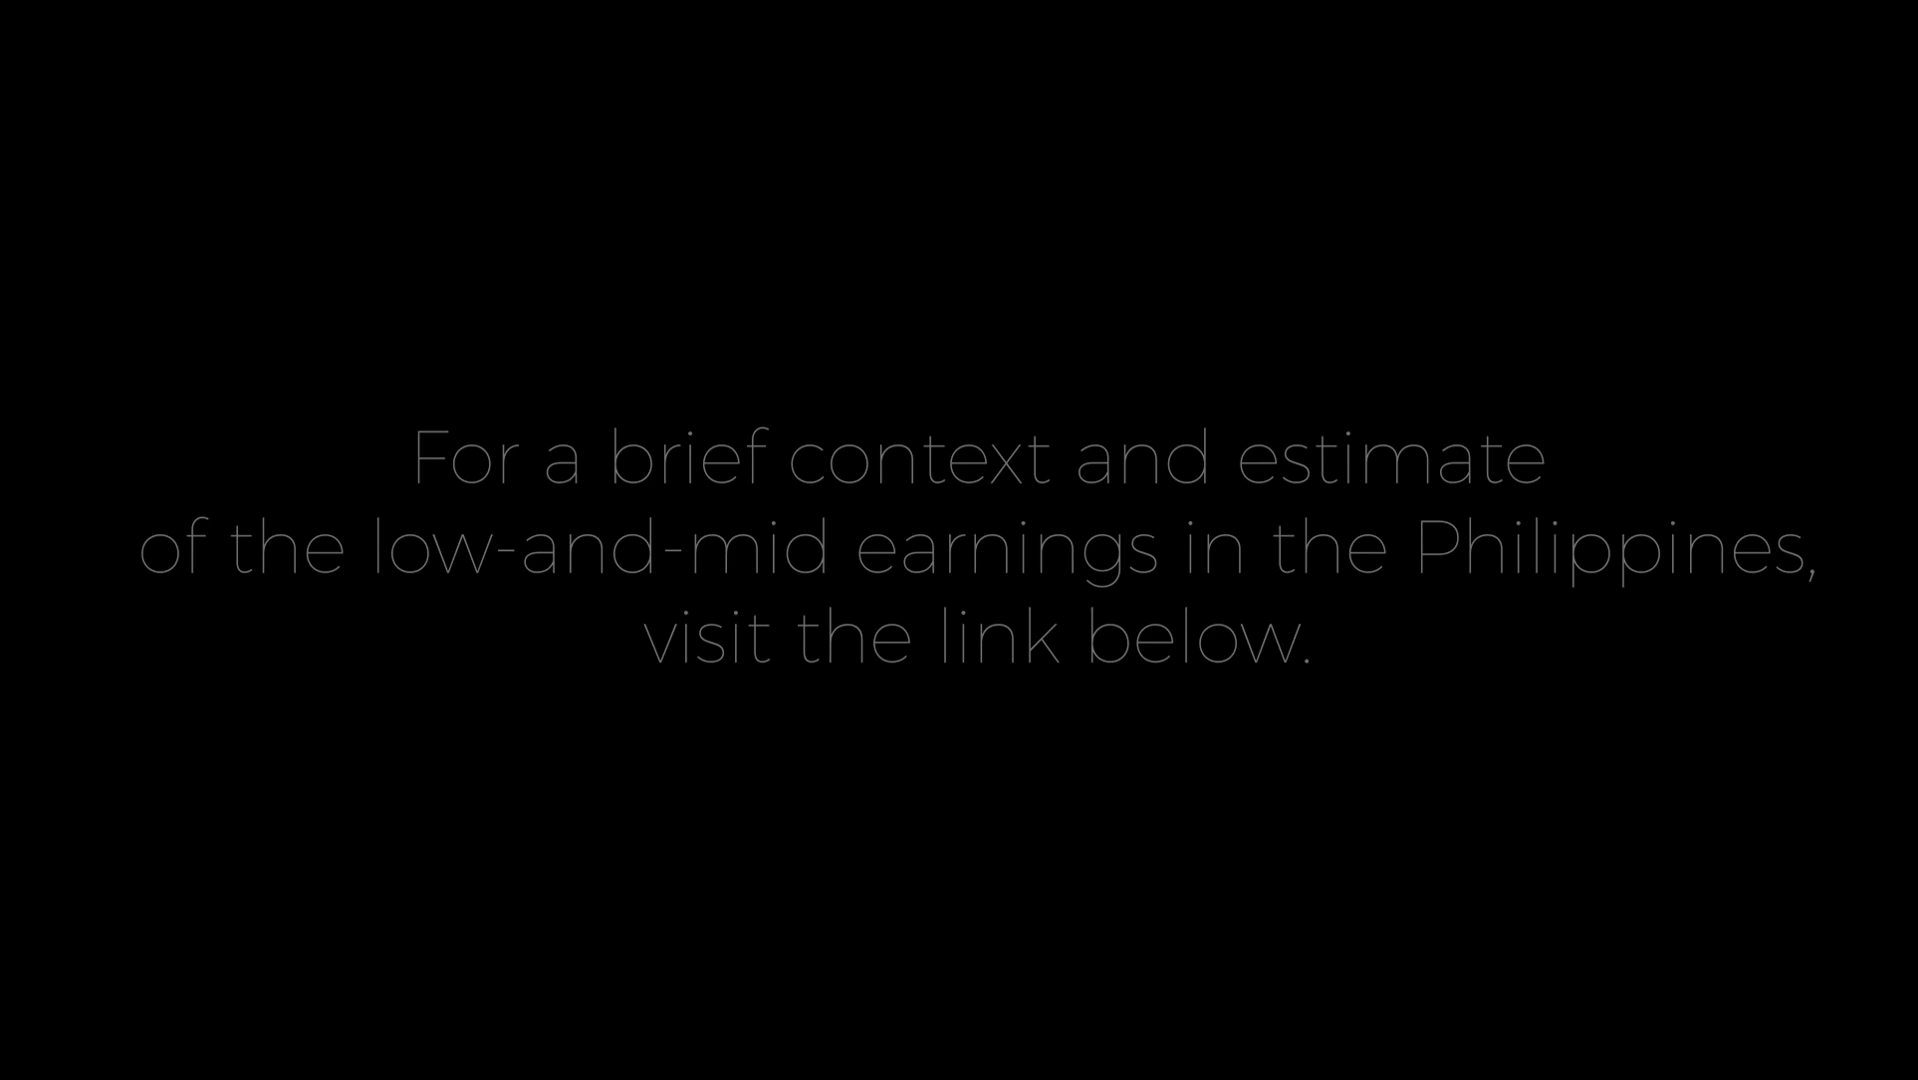 For a brief context and estimate
of the low-and-mid earnings in the Philippines,
visit the link below.